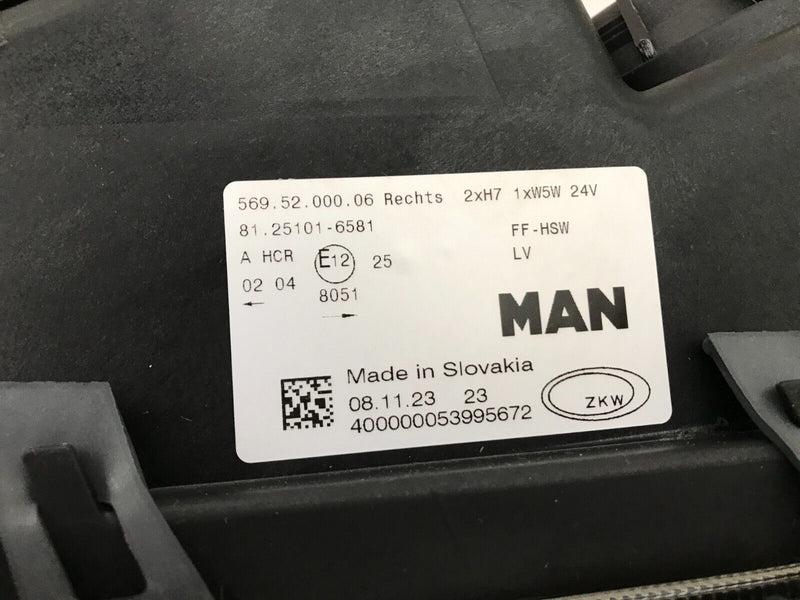 569.52.000.06 Rechts 2xH7 1xW5W 24V
81.25101-6581 FF-HSW
A HCR E12 25 LV
02 04
8051
MAN
Made in Slovakia
08.11.23 23
400000053995672
ZKW